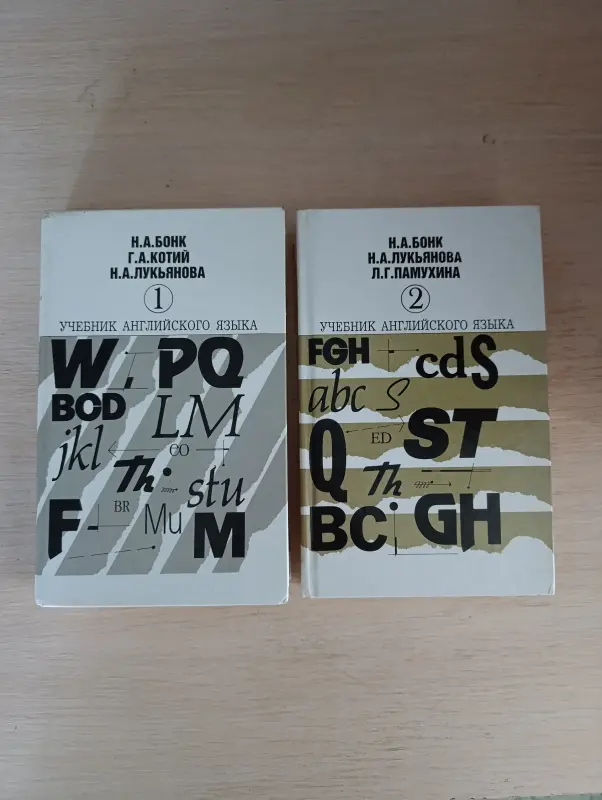 Н.А.БОНК
Г.А.КОТИЙ
Н.А.ЛУКЬЯНОВА
1
УЧЕБНИК АНГЛИЙСКОГО ЯЗЫКА
W PQ
BCD
LM
jkl
CO
Th
stu
BR
F
Mu
M
Н.А.БОНК
Н.А.ЛУКЬЯНОВА
Л.Г.ПАМУХИНА
2
УЧЕБНИК АНГЛИЙСКОГО ЯЗЫКА
FGH
cdS
abc
S
Q
ED
ST
Th
BC
GH